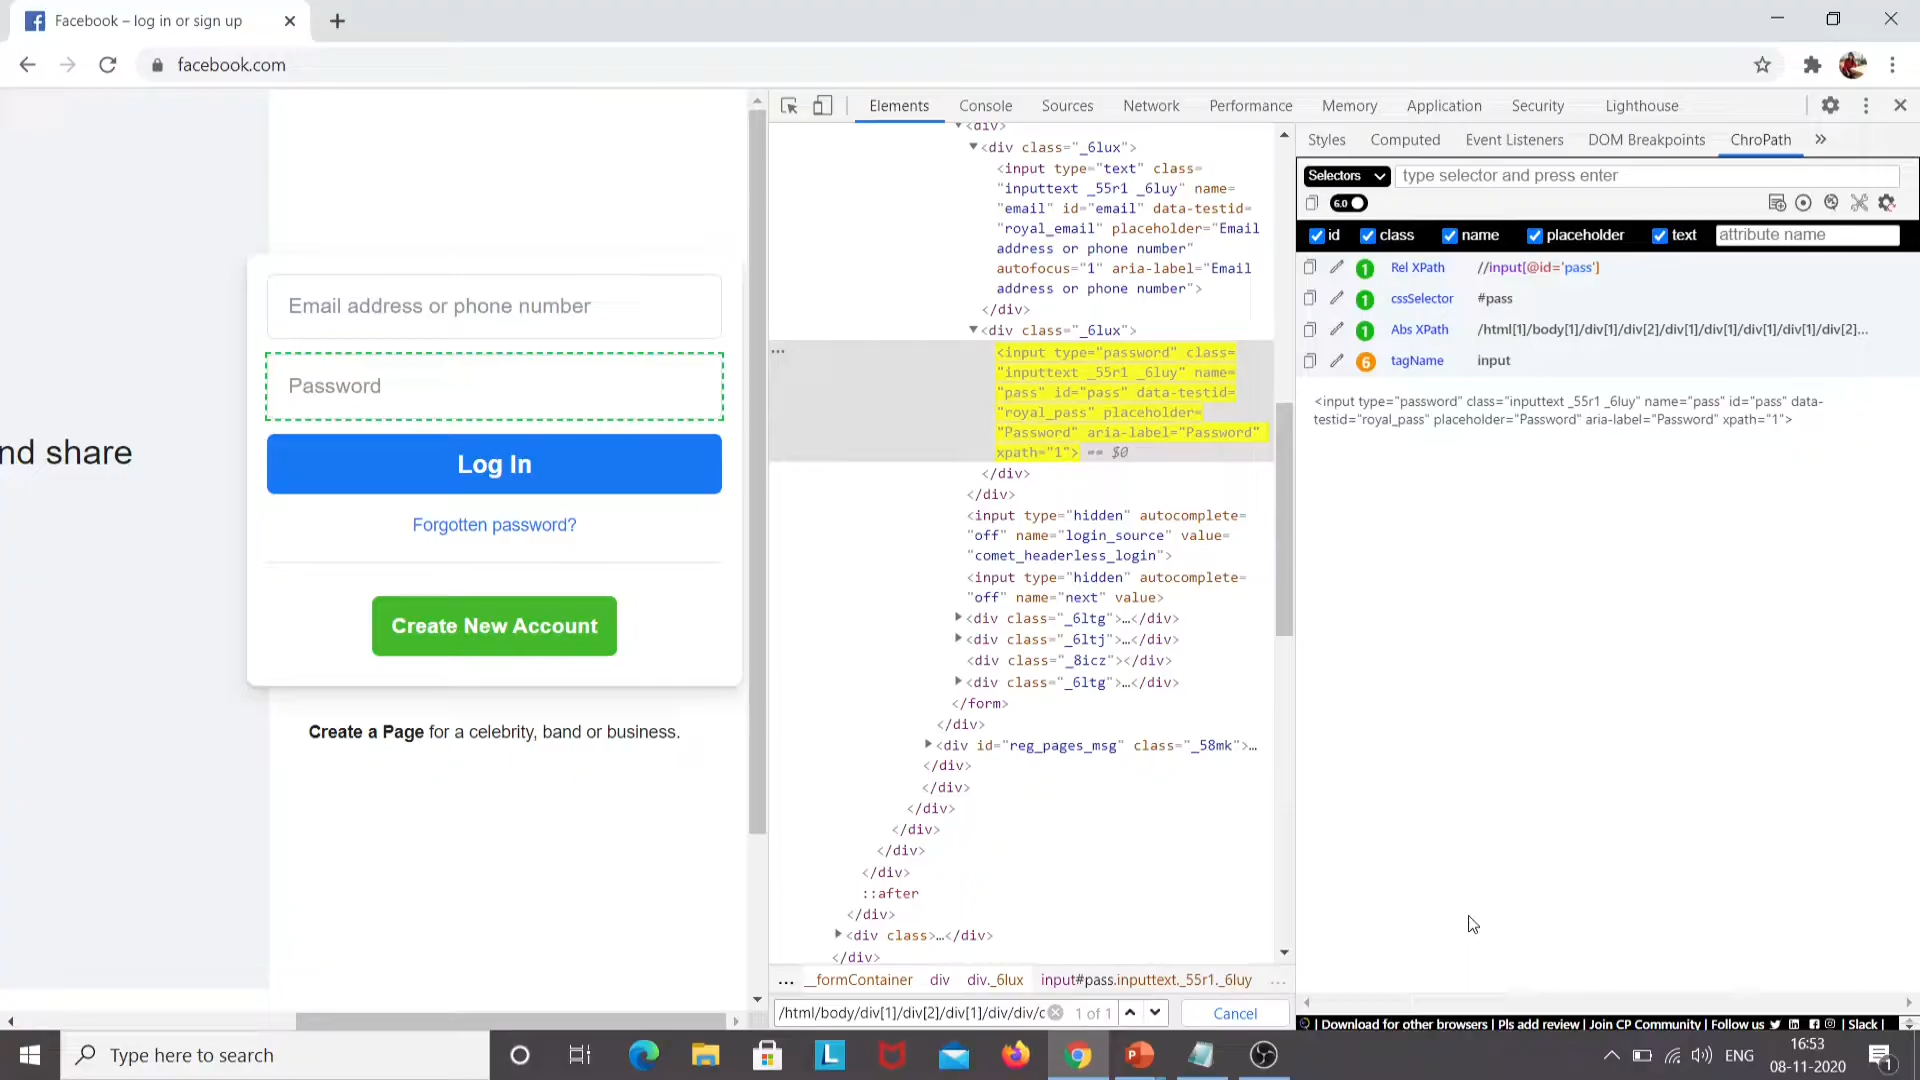 Facebook – log in or sign up
facebook.com
nd share
Email address or phone number
Password
Log In
Forgotten password?
Create New Account
Create a Page for a celebrity, band or business.
Elements Console Sources Network Performance Memory Application Security Lighthouse
<div>
<div class="_6lux">
<input type="text" class=
"inputtext _55r1 _6luy" name=
"email" id="email" data-testid=
"royal_email" placeholder="Email
address or phone number"
autofocus="1" aria-label="Email
address or phone number">
</div>
<div class="_6lux">
<input type="password" class=
"inputtext _55r1 _6luy" name=
"pass" id="pass" data-testid=
"royal_pass" placeholder=
"Password" aria-label="Password"
xpath="1"> == $0
</div>
</div>
<input type="hidden" autocomplete=
"off" name="login_source" value=
"comet_headerless_login">
<input type="hidden" autocomplete=
"off" name="next" value>
<div class="_6ltg">…</div>
<div class="_6ltj">…</div>
<div class="_8icz"></div>
<div class="_6ltg">…</div>
</form>
</div>
<div id="reg_pages_msg" class="_58mk">…
</div>
</div>
</div>
</div>
</div>
</div>
::after
</div>
<div class>…</div>
</div>
... __formContainer div div._6lux input#pass.inputtext._55r1._6luy ...
/html/body/div[1]/div[2]/div[1]/div/div/c 1 of 1 Cancel
Styles Computed Event Listeners DOM Breakpoints ChroPath »
Selectors type selector and press enter
6.0
id class name placeholder text attribute name
1 Rel XPath //input[@id='pass']
1 cssSelector #pass
1 Abs XPath /html[1]/body[1]/div[1]/div[2]/div[1]/div[1]/div[1]/div[1]/div[2]...
6 tagName input
<input type="password" class="inputtext _55r1 _6luy" name="pass" id="pass" data-
testid="royal_pass" placeholder="Password" aria-label="Password" xpath="1">
| Download for other browsers | Pls add review | Join CP Community | Follow us | Slack |
Type here to search
ENG
16:53
08-11-2020
1